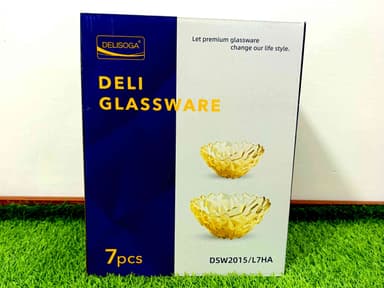 DELISOGA
Let premium glassware
change our life style.
DELI
GLASSWARE
7pcs
DSW2015/L7HA